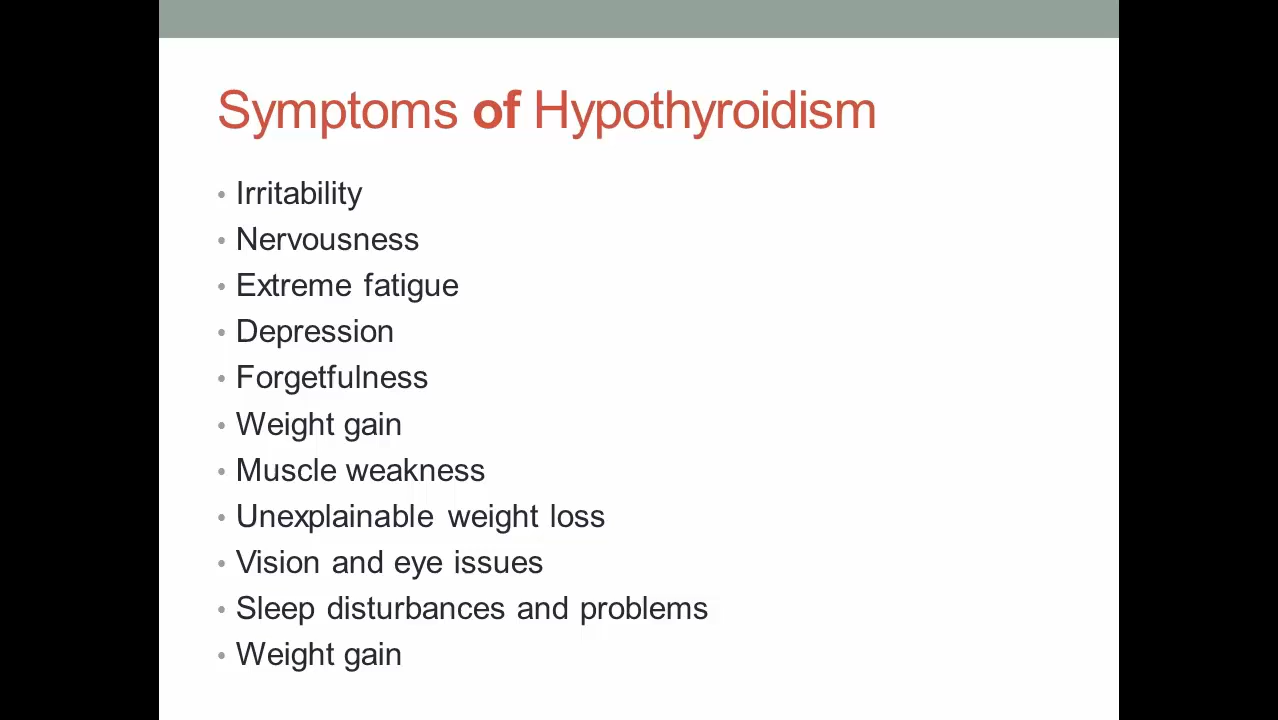 Symptoms of Hypothyroidism
• Irritability
• Nervousness
• Extreme fatigue
• Depression
• Forgetfulness
• Weight gain
• Muscle weakness
• Unexplainable weight loss
• Vision and eye issues
• Sleep disturbances and problems
• Weight gain